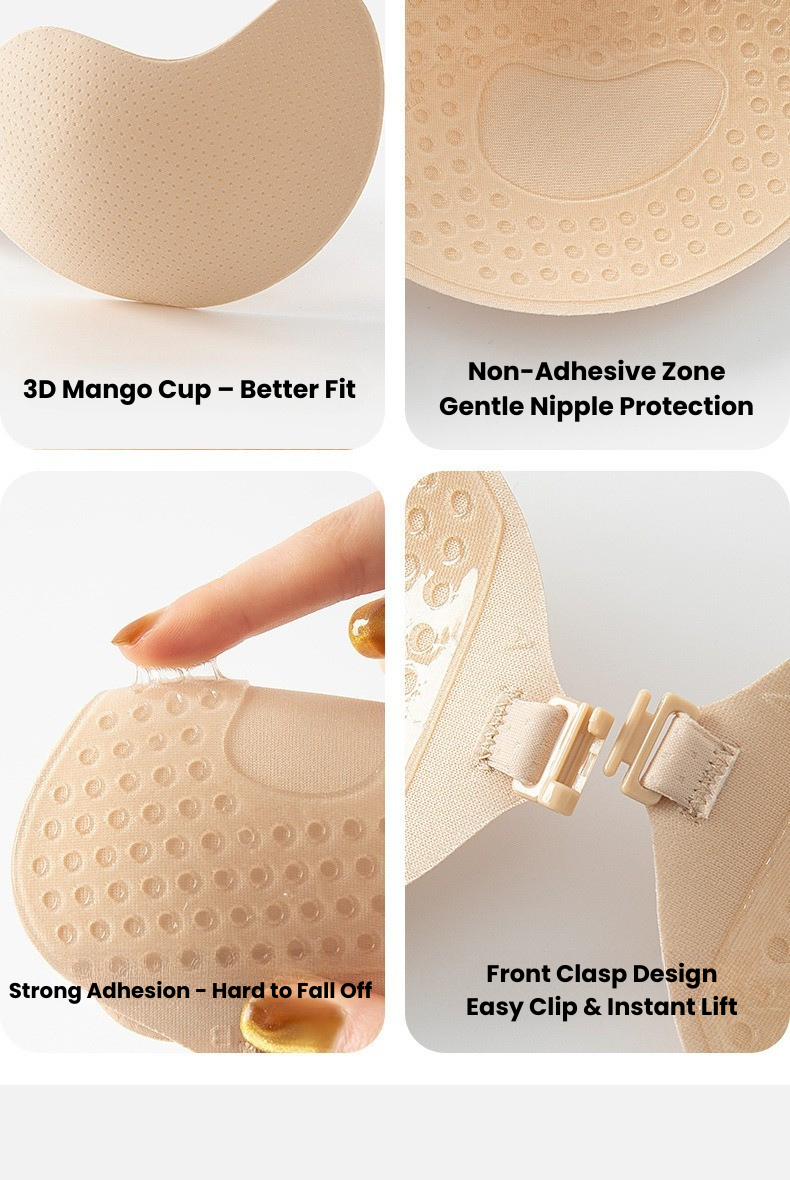 3D Mango Cup – Better Fit
Non-Adhesive Zone
Gentle Nipple Protection
Strong Adhesion - Hard to Fall Off
Front Clasp Design
Easy Clip & Instant Lift